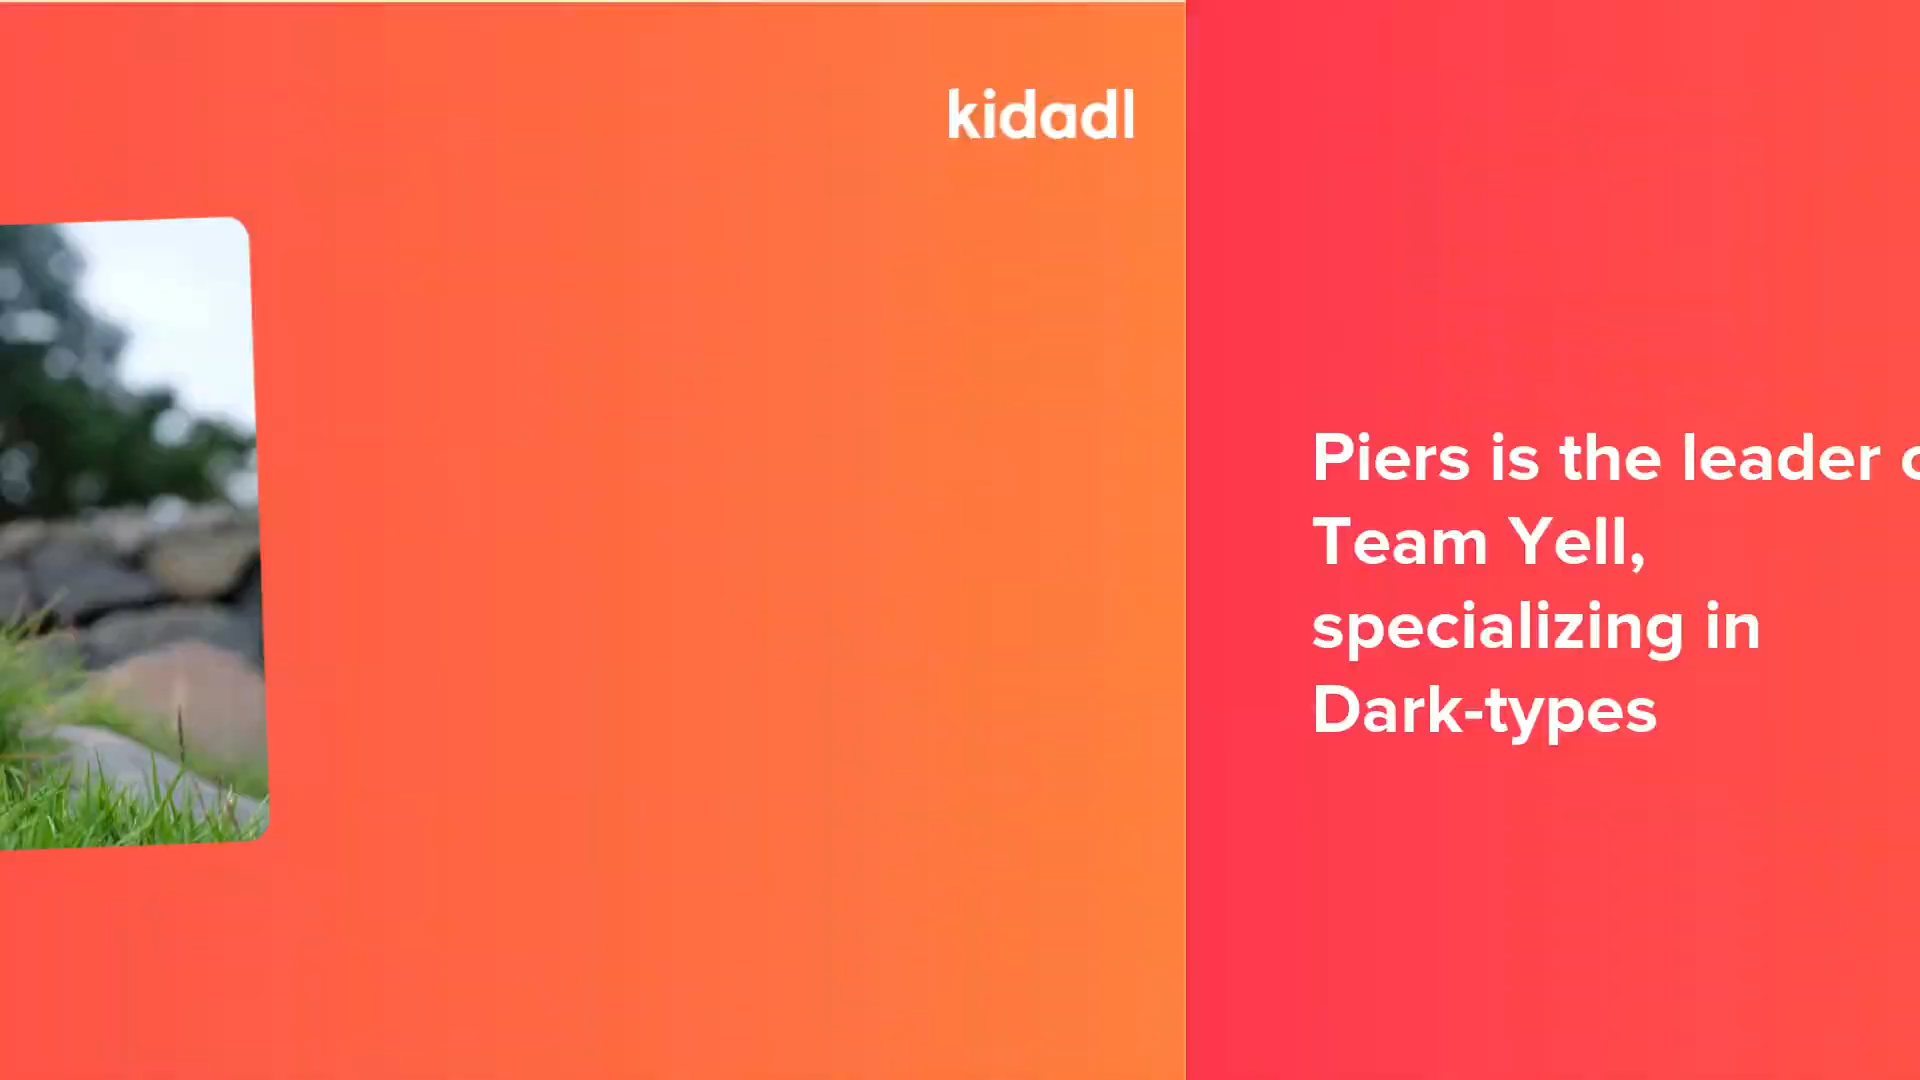 kidadl
Piers is the leader
Team Yell,
specializing in
Dark-types